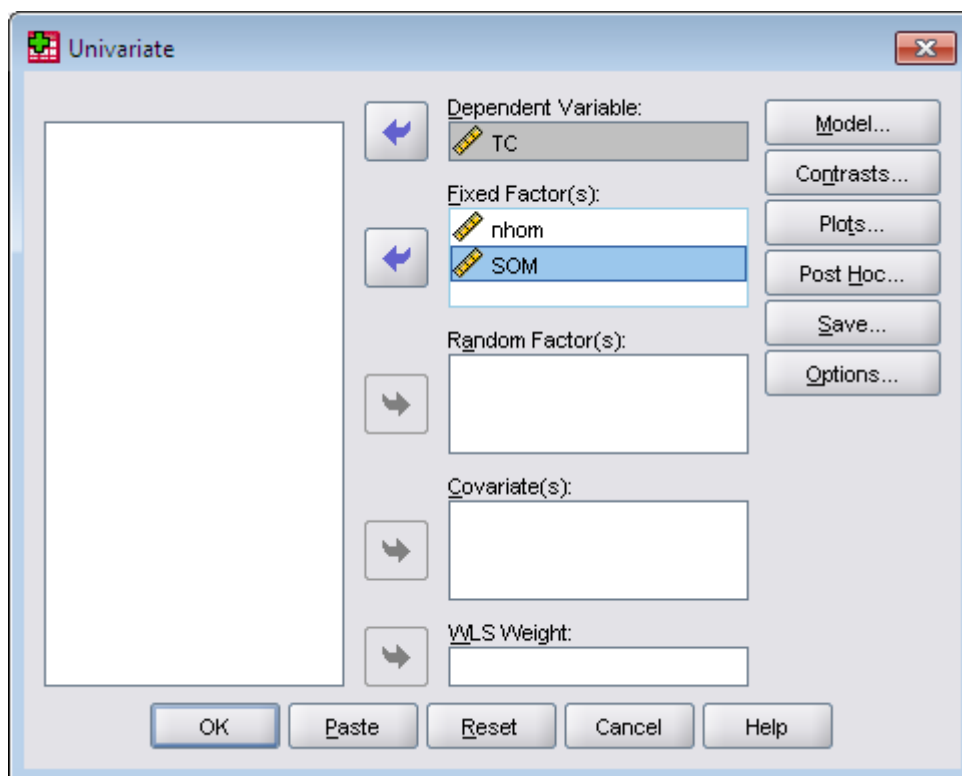 Univariate
Dependent Variable:
TC
Fixed Factor(s):
nhom
SOM
Random Factor(s):
Covariate(s):
WLS Weight:
Model...
Contrasts...
Plots...
Post Hoc...
Save...
Options...
OK
Paste
Reset
Cancel
Help